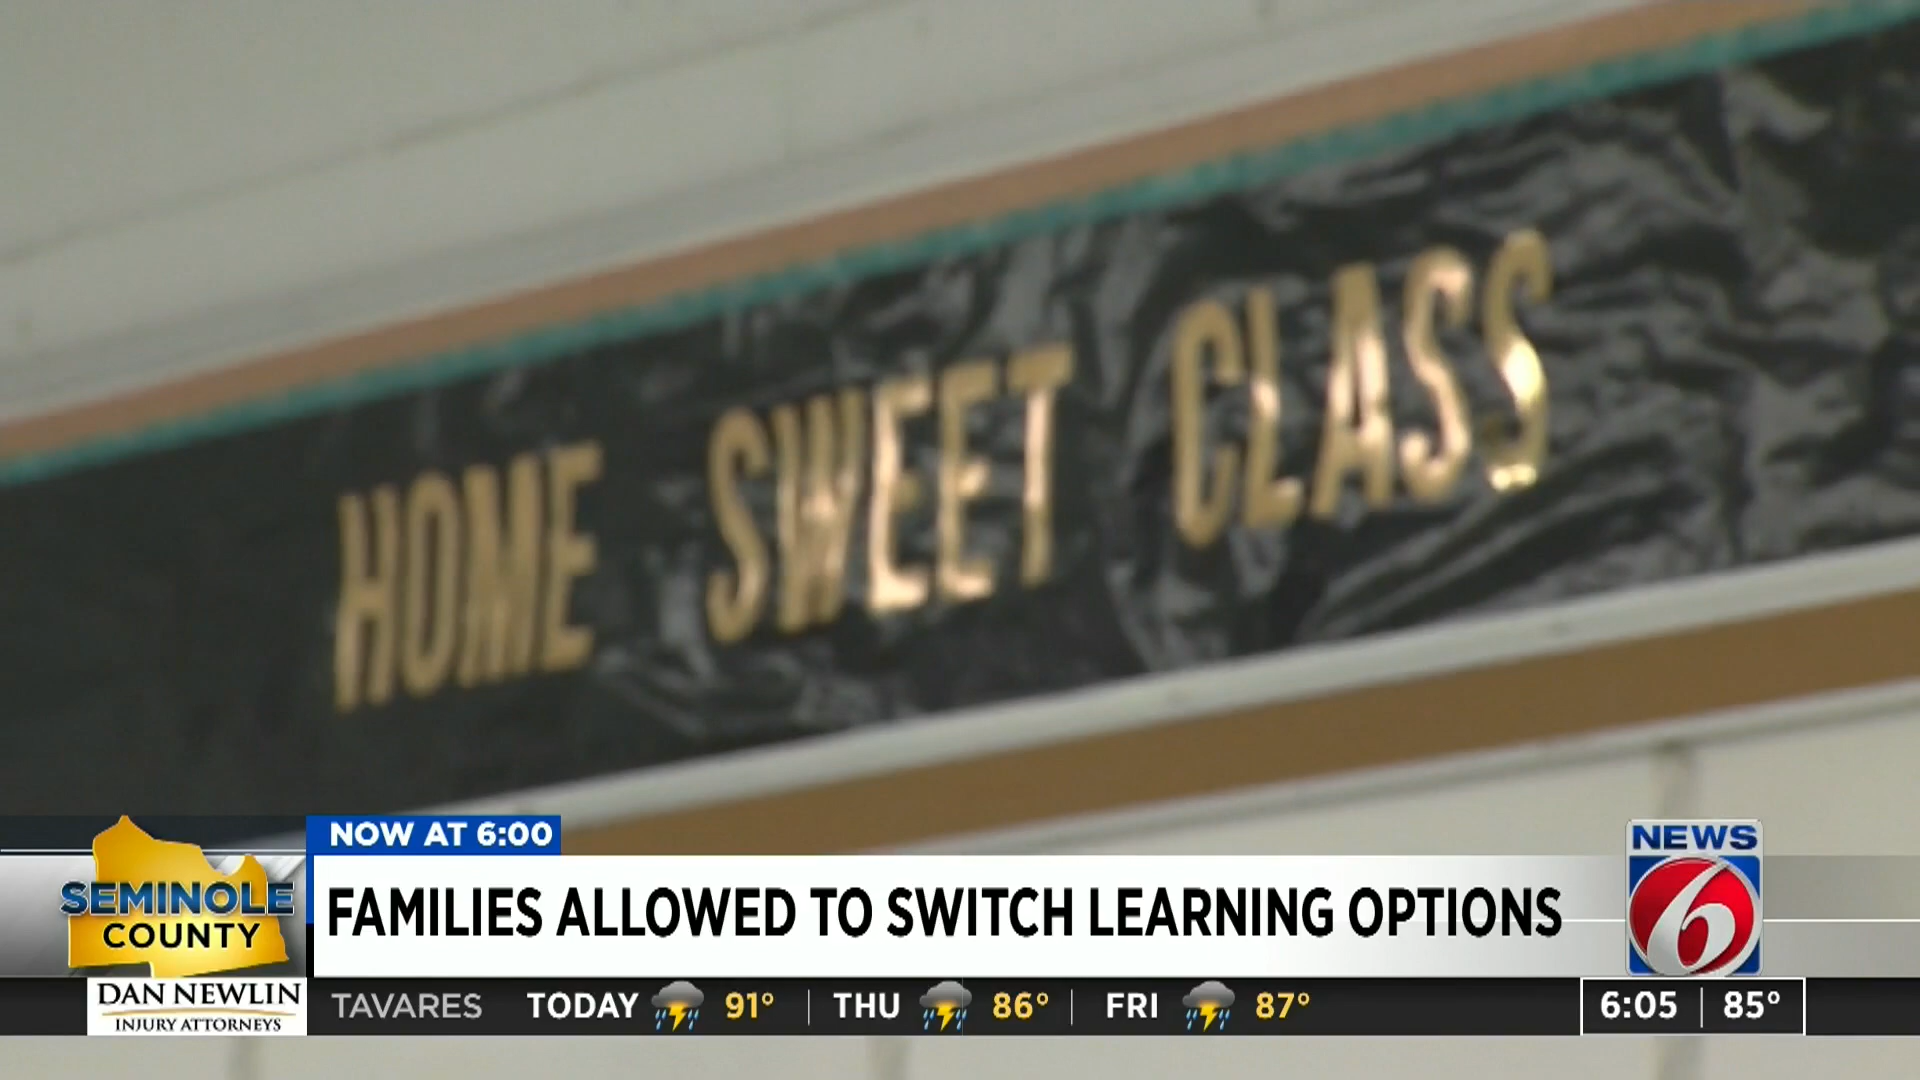 HOME SWEET CLASS
NOW AT 6:00
SEMINOLE
COUNTY
FAMILIES ALLOWED TO SWITCH LEARNING OPTIONS
NEWS
6
DAN NEWLIN
INJURY ATTORNEYS
TAVARES TODAY 91° THU 86° FRI 87°
6:05 85°